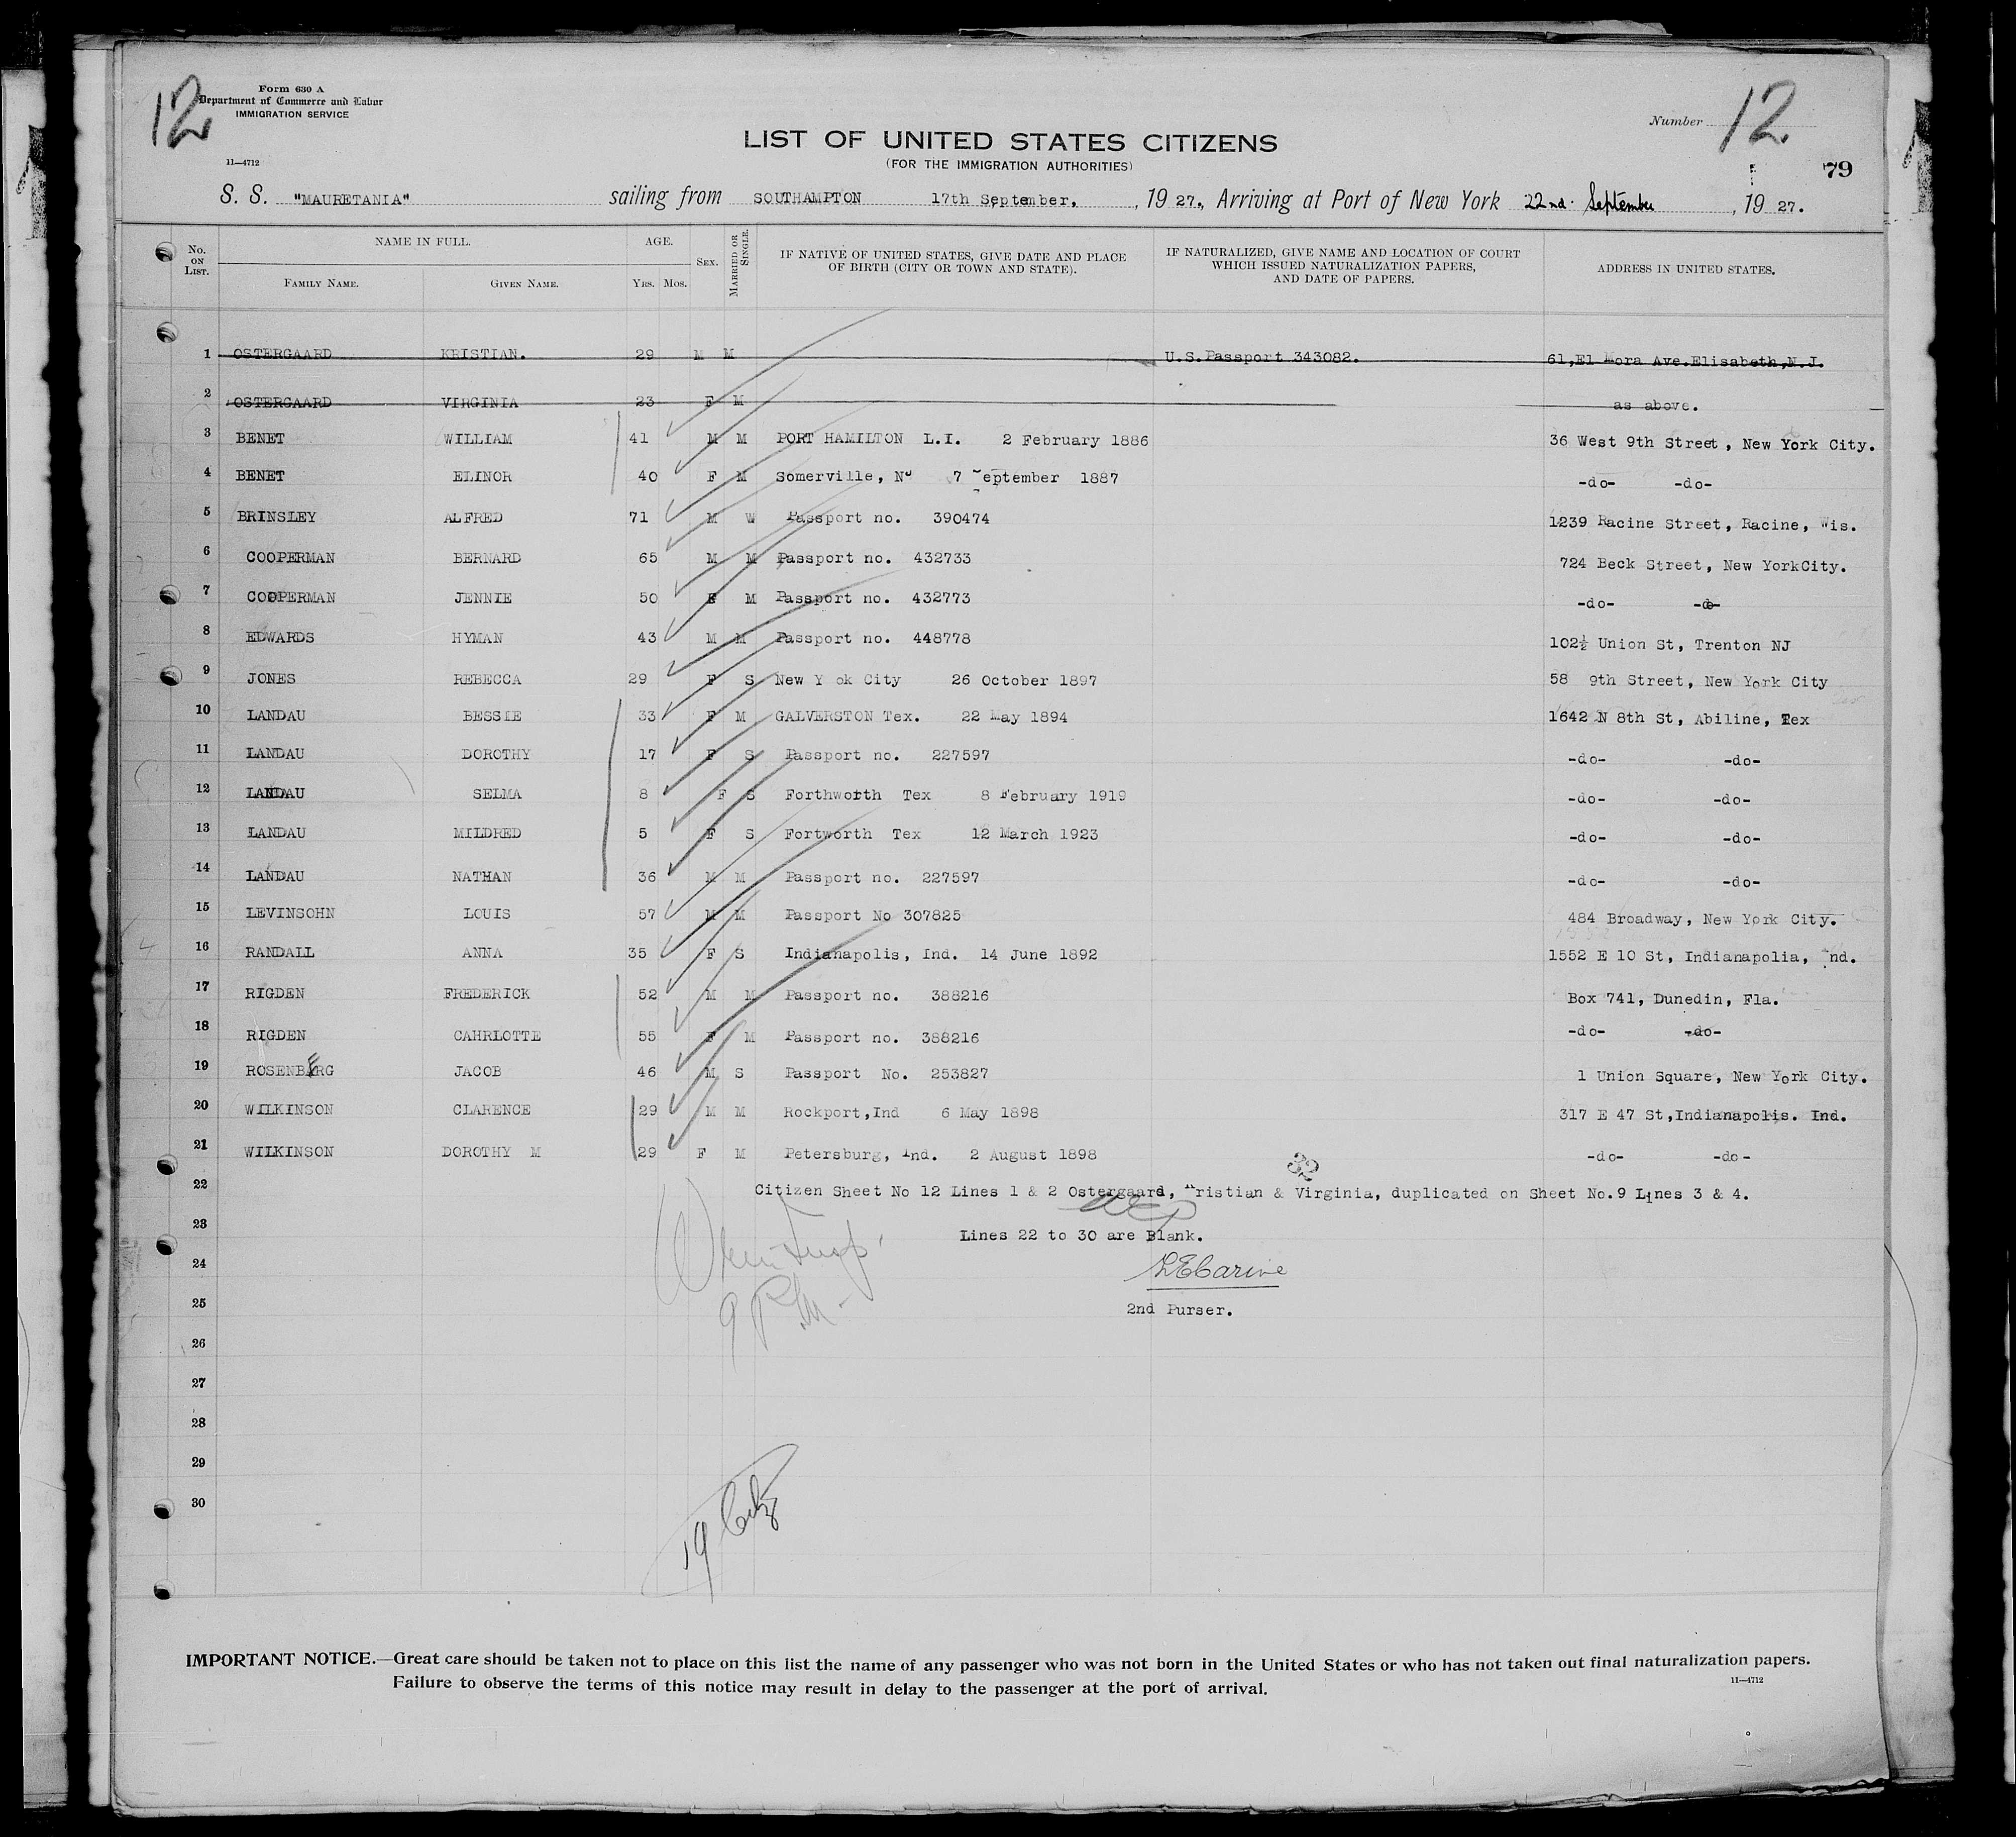 12
Form 630 A
Department of Commerce and Labor
IMMIGRATION SERVICE
11—4712
LIST OF UNITED STATES CITIZENS
(FOR THE IMMIGRATION AUTHORITIES)
Number 12
79
S. S. "MAURETANIA" sailing from SOUTHAMPTON 17th September, , 19 27., Arriving at Port of New York 22nd. September , 19 27.
No. ON LIST. NAME IN FULL. AGE. SEX. MARRIED OR SINGLE. IF NATIVE OF UNITED STATES, GIVE DATE AND PLACE OF BIRTH (CITY OR TOWN AND STATE). IF NATURALIZED, GIVE NAME AND LOCATION OF COURT WHICH ISSUED NATURALIZATION PAPERS, AND DATE OF PAPERS. ADDRESS IN UNITED STATES.
FAMILY NAME. GIVEN NAME. YRS. MOS.
1 OSTERGAARD KRISTIAN. 29 M M U.S.Passport 343082. 61,El Mora Ave.Elisabeth,N.J.
2 OSTERGAARD VIRGINIA 23 F M as above.
3 BENET WILLIAM 41 M M PORT HAMILTON L.I. 2 February 1886 36 West 9th Street, New York City.
4 BENET ELINOR 40 F M Somerville, NJ 7 September 1887 -do- -do-
5 BRINSLEY ALFRED 71 M W Passport no. 390474 1239 Racine Street, Racine, Wis.
6 COOPERMAN BERNARD 65 M M Passport no. 432733 724 Beck Street, New YorkCity.
7 COOPERMAN JENNIE 50 F M Passport no. 432773 -do- -do-
8 EDWARDS HYMAN 43 M M Passport no. 448778 102½ Union St, Trenton NJ
9 JONES REBECCA 29 F S New Y ok City 26 October 1897 58 9th Street, New York City
10 LANDAU BESSIE 33 F M GALVERSTON Tex. 22 May 1894 1642 N 8th St, Abiline, Tex
11 LANDAU DOROTHY 17 F S Passport no. 227597 -do- -do-
12 LANDAU SELMA 8 F S Forthworth Tex 8 February 1919 -do- -do-
13 LANDAU MILDRED 5 F S Fortworth Tex 12 March 1923 -do- -do-
14 LANDAU NATHAN 36 M M Passport no. 227597 -do- -do-
15 LEVINSOHN LOUIS 57 M M Passport No 307825 484 Broadway, New York City.
16 RANDALL ANNA 35 F S Indianapolis, Ind. 14 June 1892 1552 E 10 St, Indianapolia, Ind.
17 RIGDEN FREDERICK 52 M M Passport no. 388216 Box 741, Dunedin, Fla.
18 RIGDEN CAHRLOTTE 55 F M Passport no. 388216 -do- -do-
19 ROSENBERG JACOB 46 M S Passport No. 253827 1 Union Square, New York City.
20 WILKINSON CLARENCE 29 M M Rockport,Ind 6 May 1898 317 E 47 St,Indianapolis. Ind.
21 WILKINSON DOROTHY M 29 F M Petersburg, Ind. 2 August 1898 -do- -do-
32
22 Citizen Sheet No 12 Lines 1 & 2 Ostergaard, Kristian & Virginia, duplicated on Sheet No.9 Lines 3 & 4.
23 Lines 22 to 30 are Blank.
24
25 2nd Purser.
9 P.M.
26
27
28
29
30
19
IMPORTANT NOTICE.—Great care should be taken not to place on this list the name of any passenger who was not born in the United States or who has not taken out final naturalization papers.
Failure to observe the terms of this notice may result in delay to the passenger at the port of arrival.
11—4712